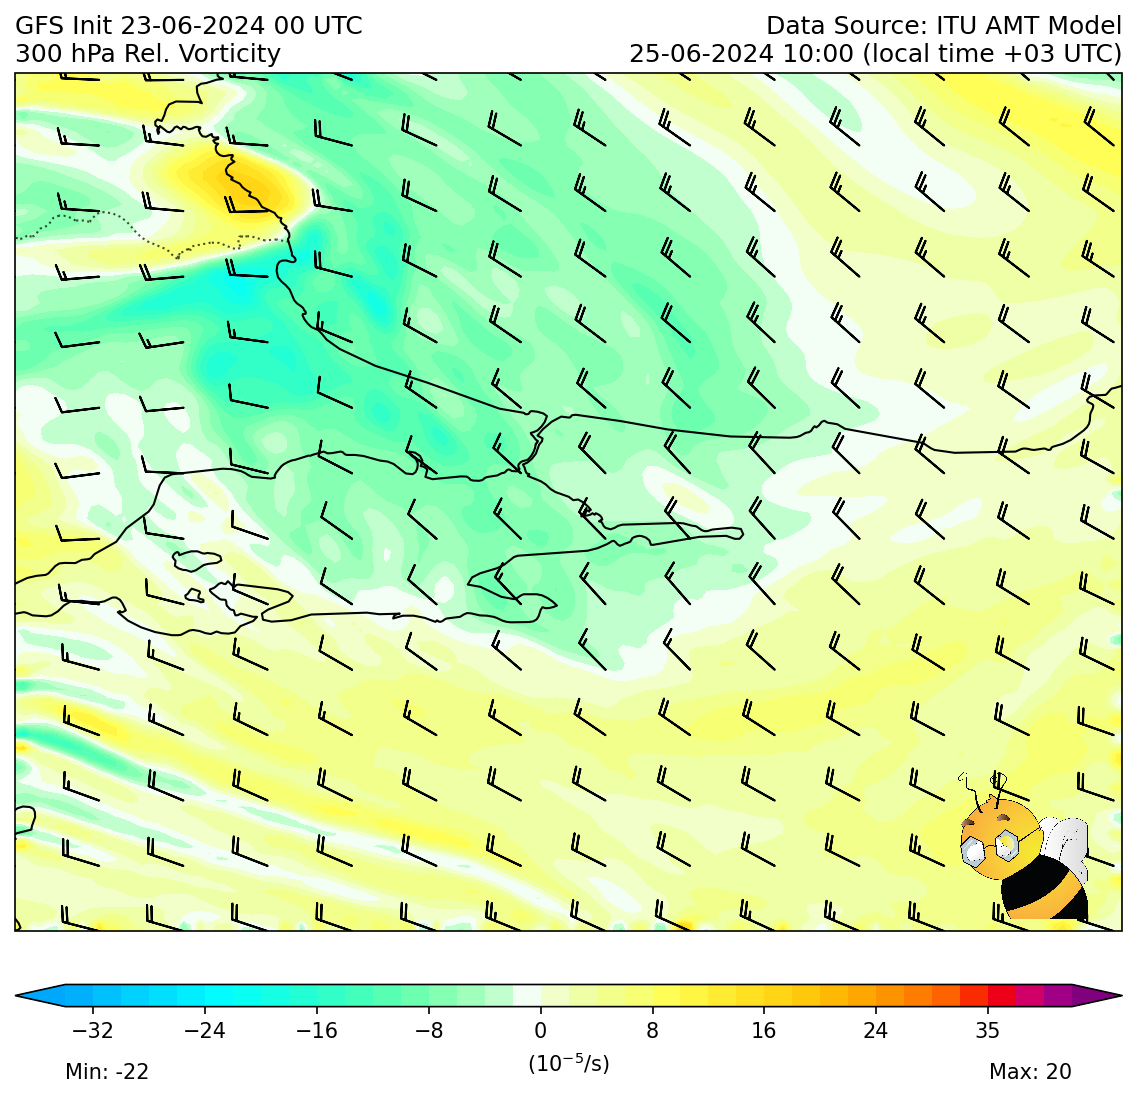 GFS Init 23-06-2024 00 UTC
Data Source: ITU AMT Model
300 hPa Rel. Vorticity
25-06-2024 10:00 (local time +03 UTC)
−32 −24 −16 −8 0 8 16 24 35
(10⁻⁵/s)
Min: -22
Max: 20